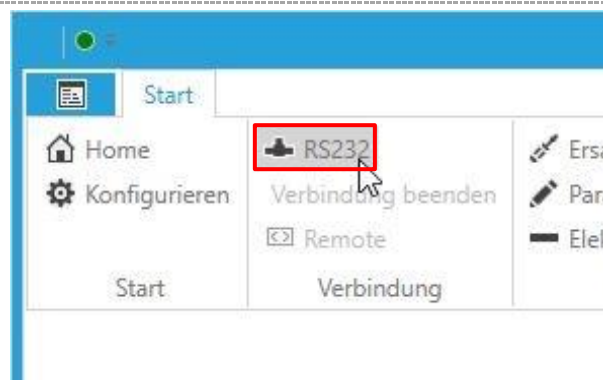 Start
Home
Konfigurieren
Start
RS232
Verbindung beenden
Remote
Verbindung